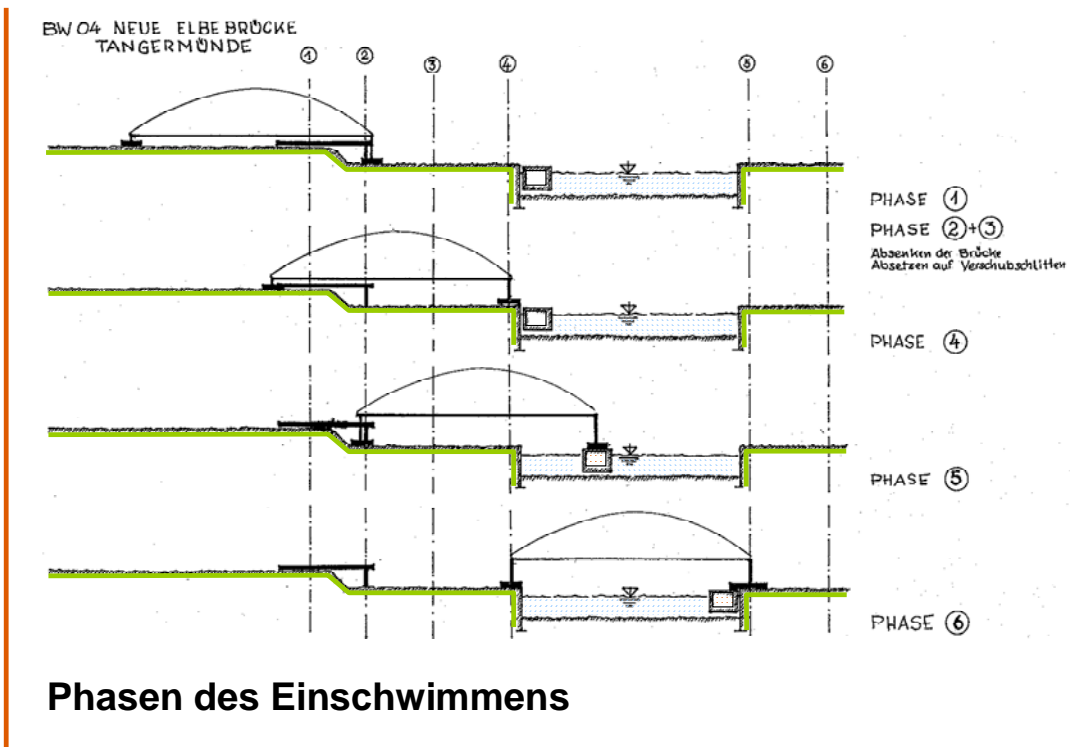 BW 04 NEUE ELBEBRÜCKE
TANGERMÜNDE
① ② ③ ④ ⑤ ⑥
PHASE ①
PHASE ②+③
Absenken der Brücke
Absetzen auf Verschubschlitten
PHASE ④
PHASE ⑤
PHASE ⑥
Phasen des Einschwimmens